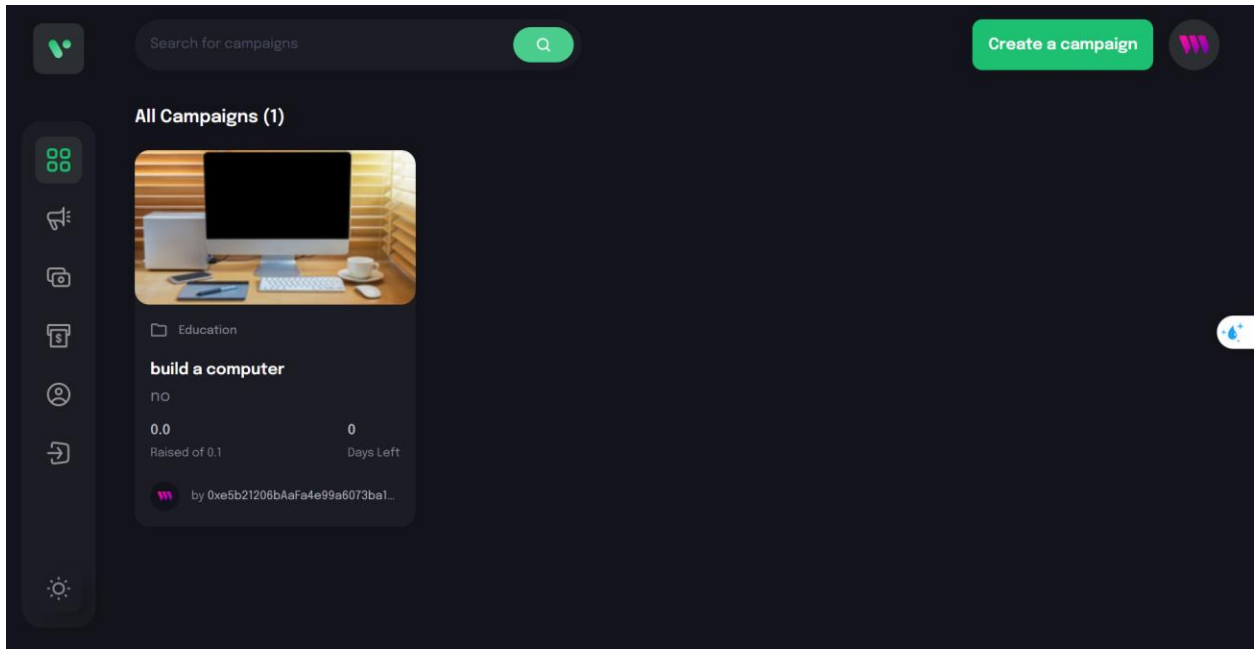 Search for campaigns
Create a campaign
All Campaigns (1)
Education
build a computer
no
0.0
0
Raised of 0.1
Days Left
by 0xe5b21206bAaFa4e99a6073ba1...